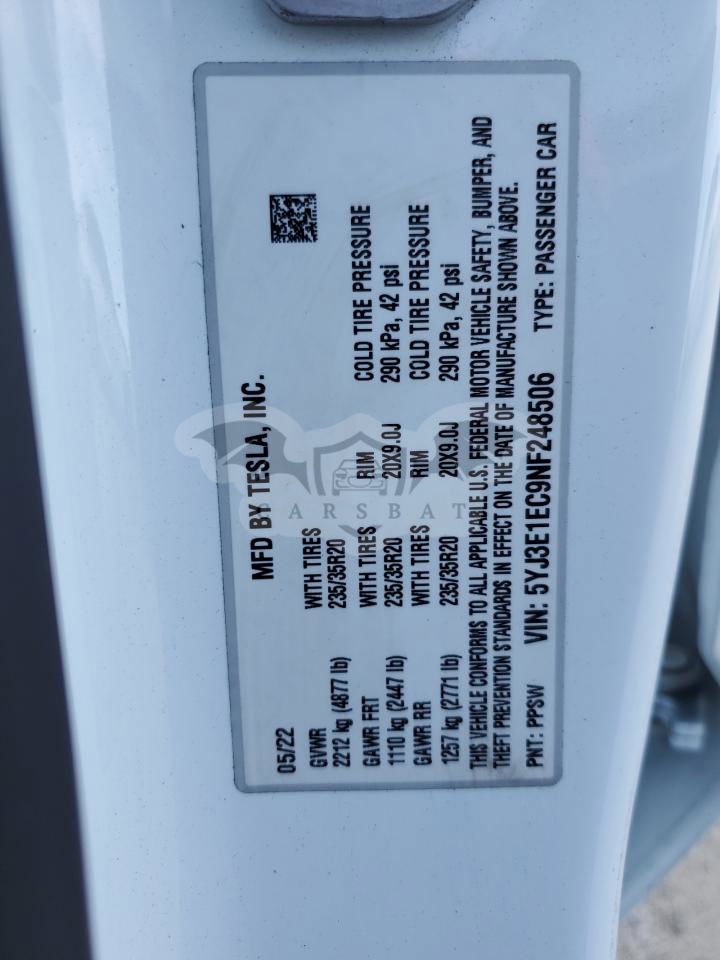 MFD BY TESLA, INC.
05/22
GVWR WITH TIRES RIM COLD TIRE PRESSURE
2212 kg (4877 lb) 235/35R20 20X9.0J 290 kPa, 42 psi
GAWR FRT WITH TIRES RIM COLD TIRE PRESSURE
1110 kg (2447 lb) 235/35R20 20X9.0J 290 kPa, 42 psi
GAWR RR WITH TIRES
1257 kg (2771 lb) 235/35R20
THIS VEHICLE CONFORMS TO ALL APPLICABLE U.S. FEDERAL MOTOR VEHICLE SAFETY, BUMPER, AND
THEFT PREVENTION STANDARDS IN EFFECT ON THE DATE OF MANUFACTURE SHOWN ABOVE.
PNT: PPSW VIN: 5YJ3E1EC9NF248506 TYPE: PASSENGER CAR
CARSBAT